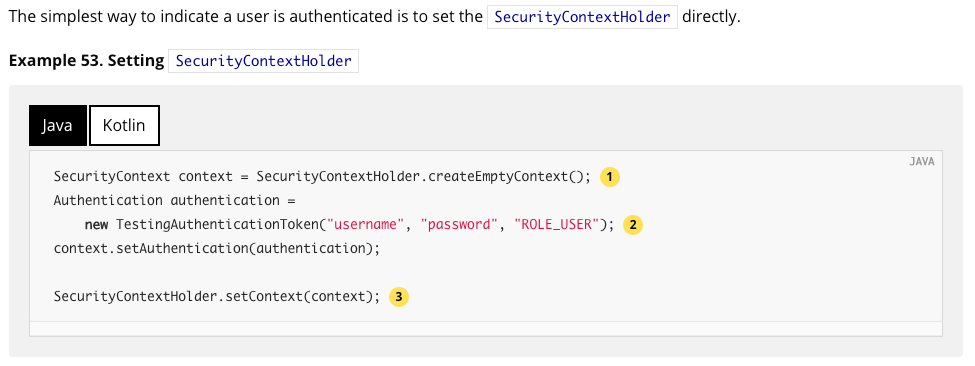 The simplest way to indicate a user is authenticated is to set the SecurityContextHolder directly.
Example 53. Setting SecurityContextHolder
Java Kotlin
JAVA
SecurityContext context = SecurityContextHolder.createEmptyContext(); 1
Authentication authentication =
    new TestingAuthenticationToken("username", "password", "ROLE_USER"); 2
context.setAuthentication(authentication);
SecurityContextHolder.setContext(context); 3